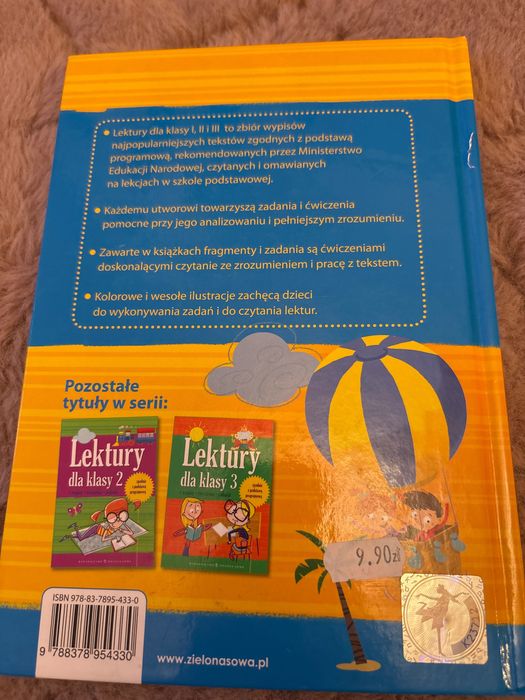 • Lektury dla klasy I, II i III to zbiór wypisów
najpopularniejszych tekstów zgodnych z podstawą
programową, rekomendowanych przez Ministerstwo
Edukacji Narodowej, czytanych i omawianych
na lekcjach w szkole podstawowej.
• Każdemu utworowi towarzyszą zadania i ćwiczenia
pomocne przy jego analizowaniu i pełniejszym zrozumieniu.
• Zawarte w książkach fragmenty i zadania są ćwiczeniami
doskonalącymi czytanie ze zrozumieniem i pracę z tekstem.
• Kolorowe i wesołe ilustracje zachęcą dzieci
do wykonywania zadań i do czytania lektur.
Pozostałe
tytuły w serii:
Lektury
dla klasy 2
Lektury
dla klasy 3
9.90zł
ISBN 978-83-7895-433-0
9 788378 954330
www.zielonasowa.pl